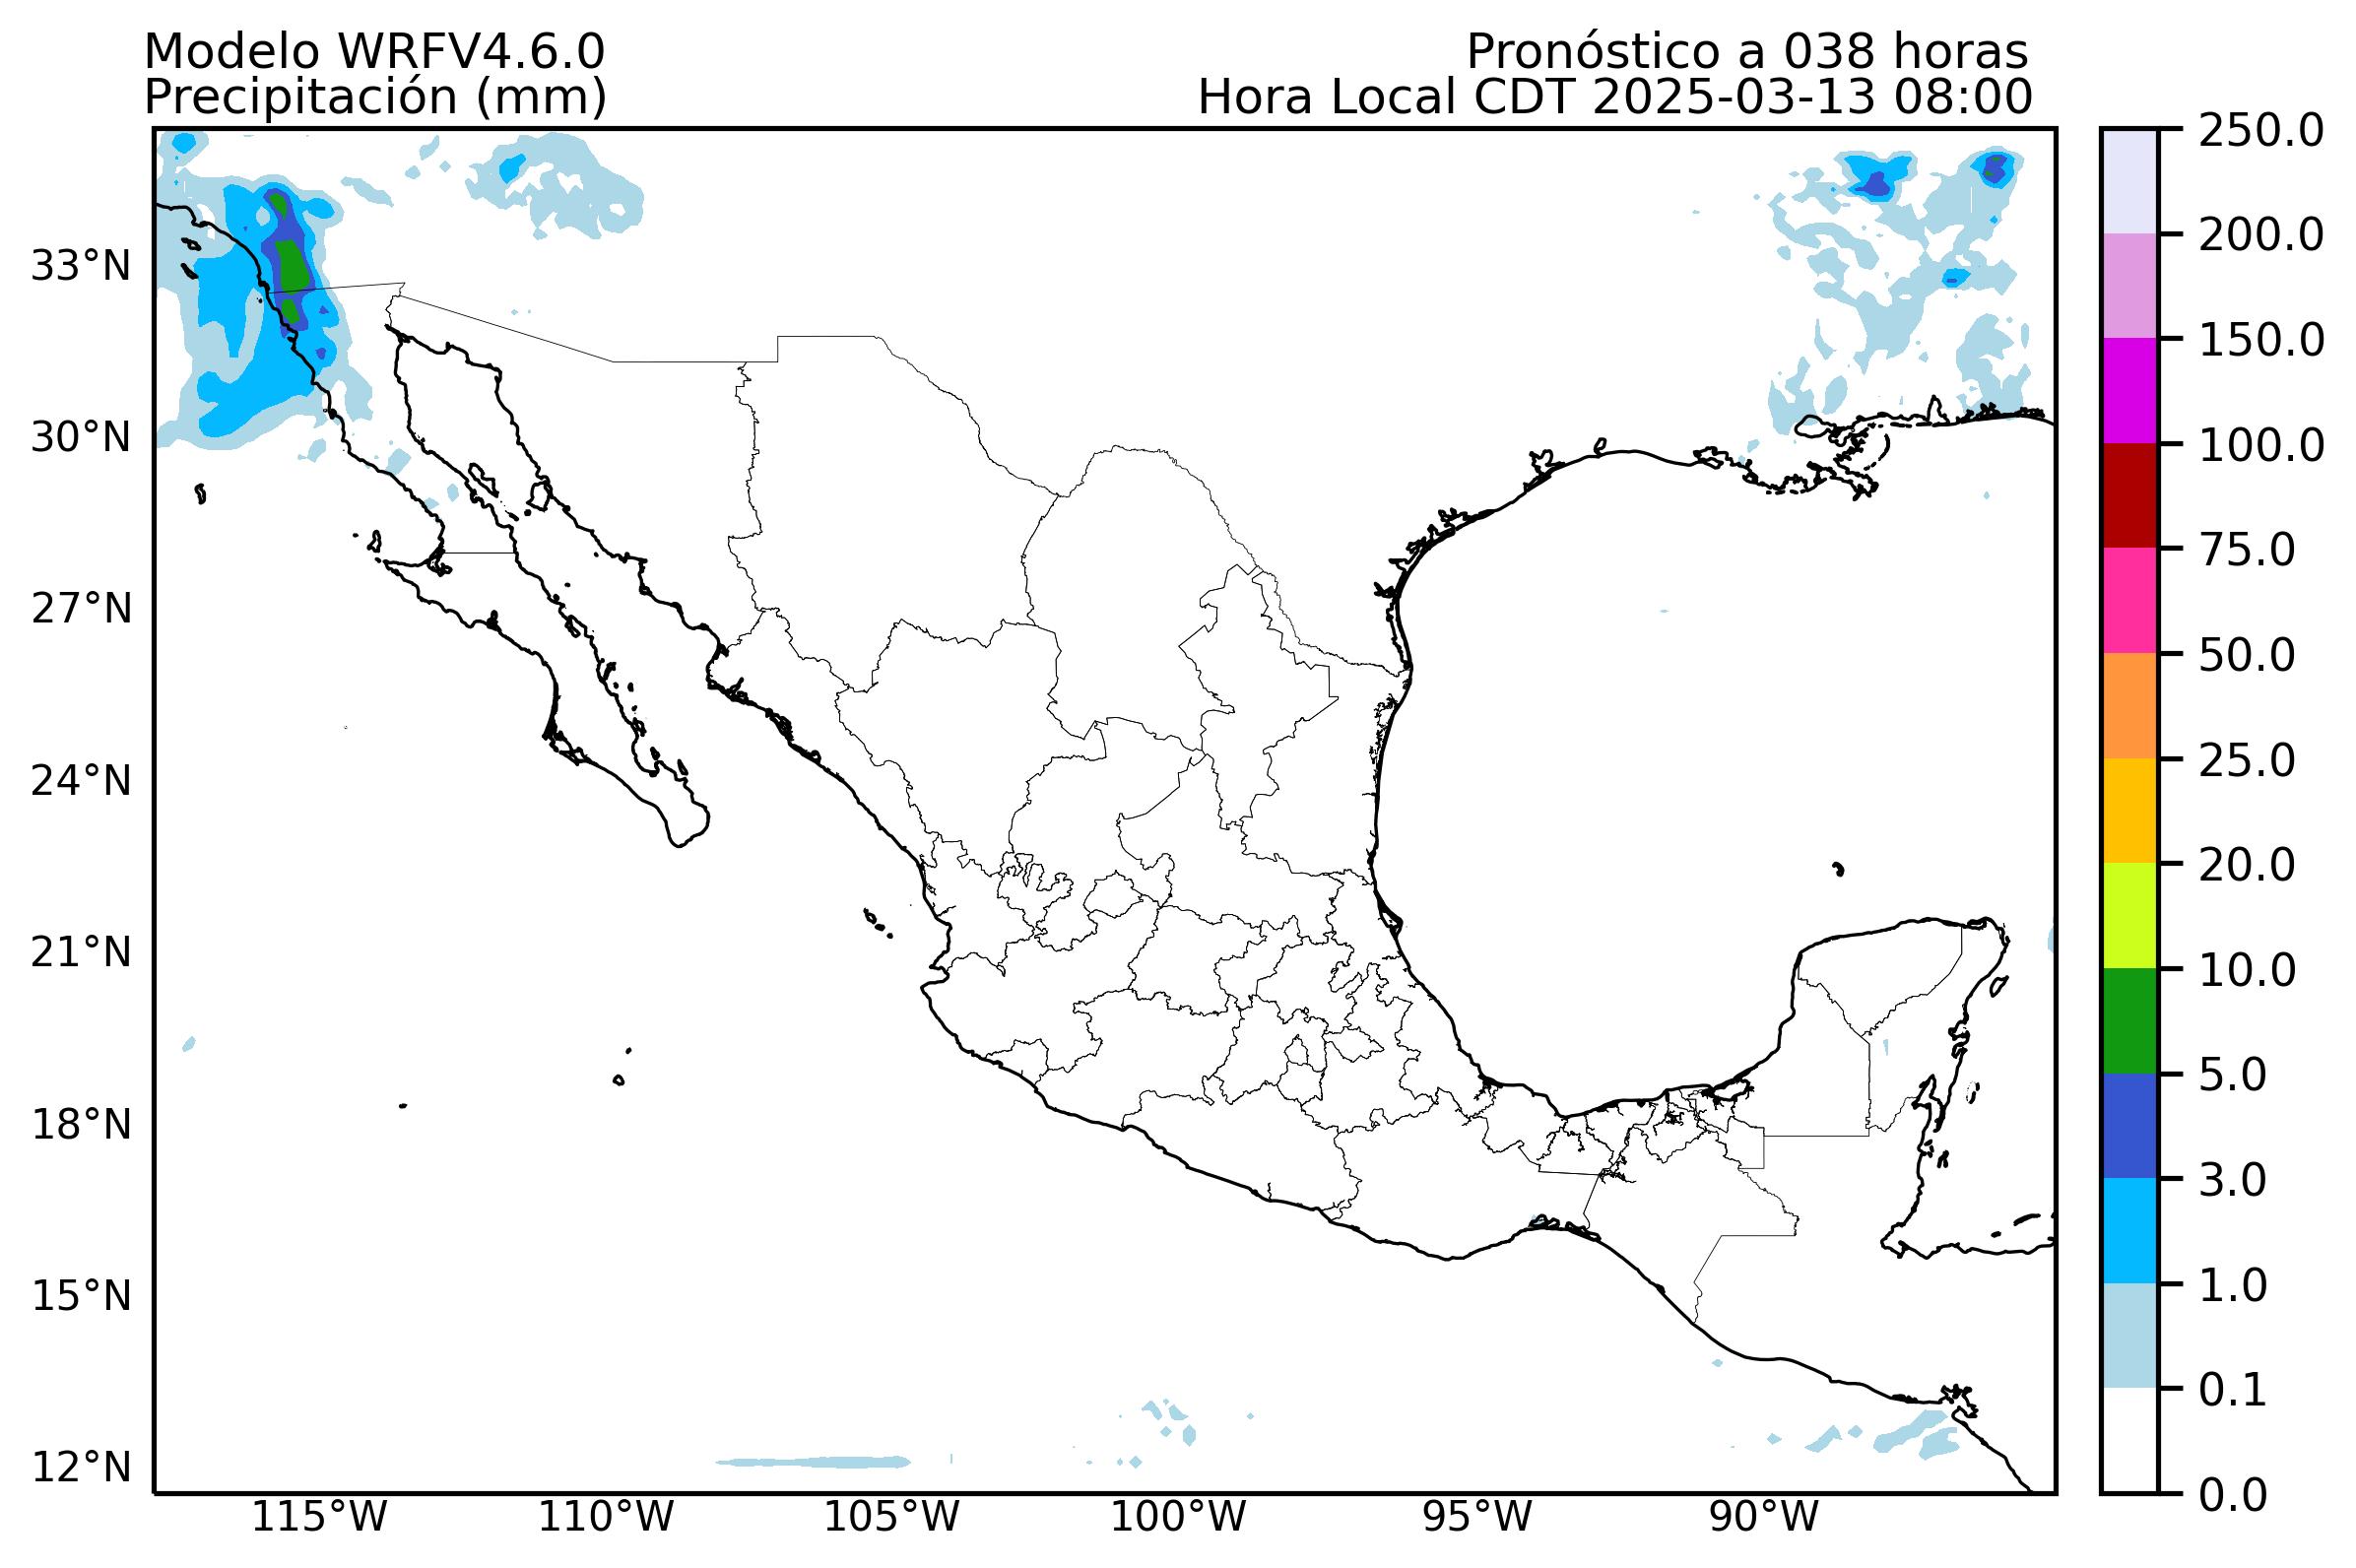 Modelo WRFV4.6.0
Precipitación (mm)
Pronóstico a 038 horas
Hora Local CDT 2025-03-13 08:00
33°N
30°N
27°N
24°N
21°N
18°N
15°N
12°N
115°W
110°W
105°W
100°W
95°W
90°W
250.0
200.0
150.0
100.0
75.0
50.0
25.0
20.0
10.0
5.0
3.0
1.0
0.1
0.0